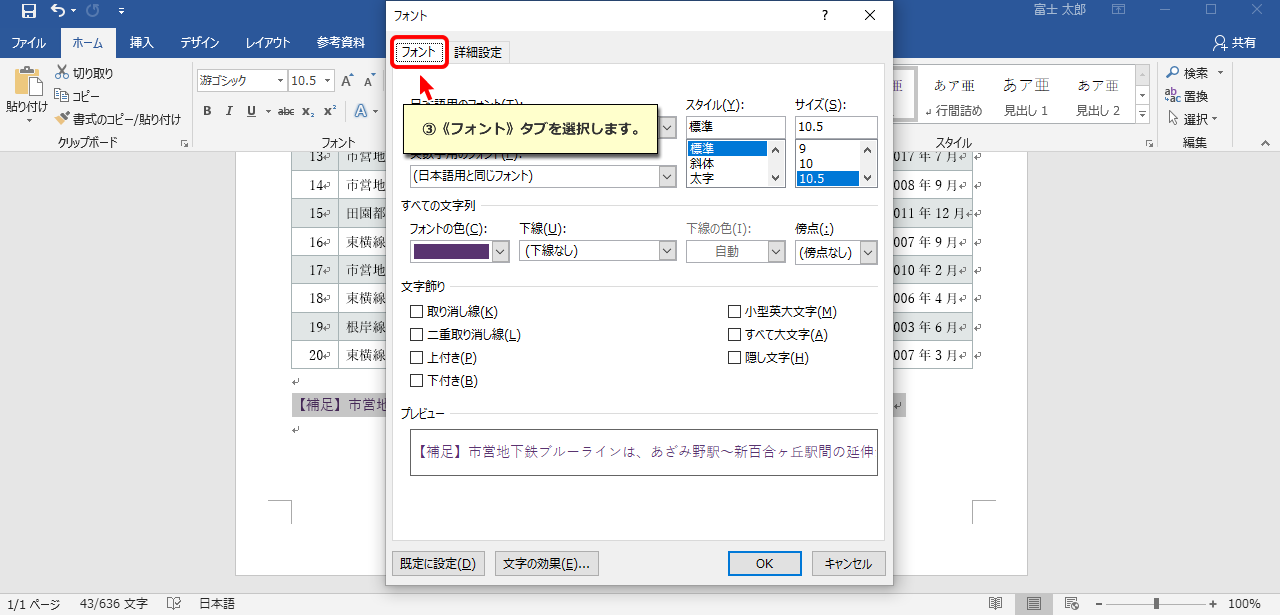 富士 太郎
ファイル ホーム 挿入 デザイン レイアウト 参考資料
共有
貼り付け
切り取り
コピー
書式のコピー/貼り付け
クリップボード
游ゴシック 10.5 A A
B I U abc x₂ x² A
フォント
亜 あア亜 あア亜 あア亜
行間詰め 見出し 1 見出し 2
スタイル
検索
置換
選択
編集
フォント
?
フォント 詳細設定
日本語用のフォント(T):
③《フォント》タブを選択します。
英数字用のフォント(F):
(日本語用と同じフォント)
スタイル(Y):
標準
標準
斜体
太字
サイズ(S):
10.5
9
10
10.5
すべての文字列
フォントの色(C): 下線(U): 下線の色(I): 傍点(:)
(下線なし) 自動 (傍点なし)
文字飾り
取り消し線(K)
二重取り消し線(L)
上付き(P)
下付き(B)
小型英大文字(M)
すべて大文字(A)
隠し文字(H)
プレビュー
【補足】市営地下鉄ブルーラインは、あざみ野駅～新百合ヶ丘駅間の延伸
既定に設定(D) 文字の効果(E)... OK キャンセル
13 市営地 017 年 7 月
14 市営地 008 年 9 月
15 田園都 011 年 12 月
16 東横線 007 年 9 月
17 市営地 010 年 2 月
18 東横線 006 年 4 月
19 根岸線 003 年 6 月
20 東横線 007 年 3 月
【補足】市営地
1/1 ページ 43/636 文字 日本語
100%